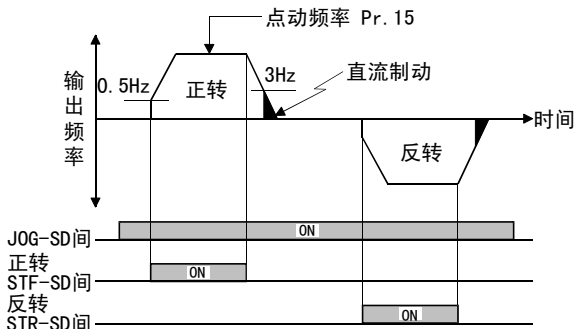 点动频率 Pr.15
输出频率
0.5Hz
正转
3Hz
直流制动
时间
反转
JOG-SD间
ON
正转
STF-SD间
ON
反转
STR-SD间
ON